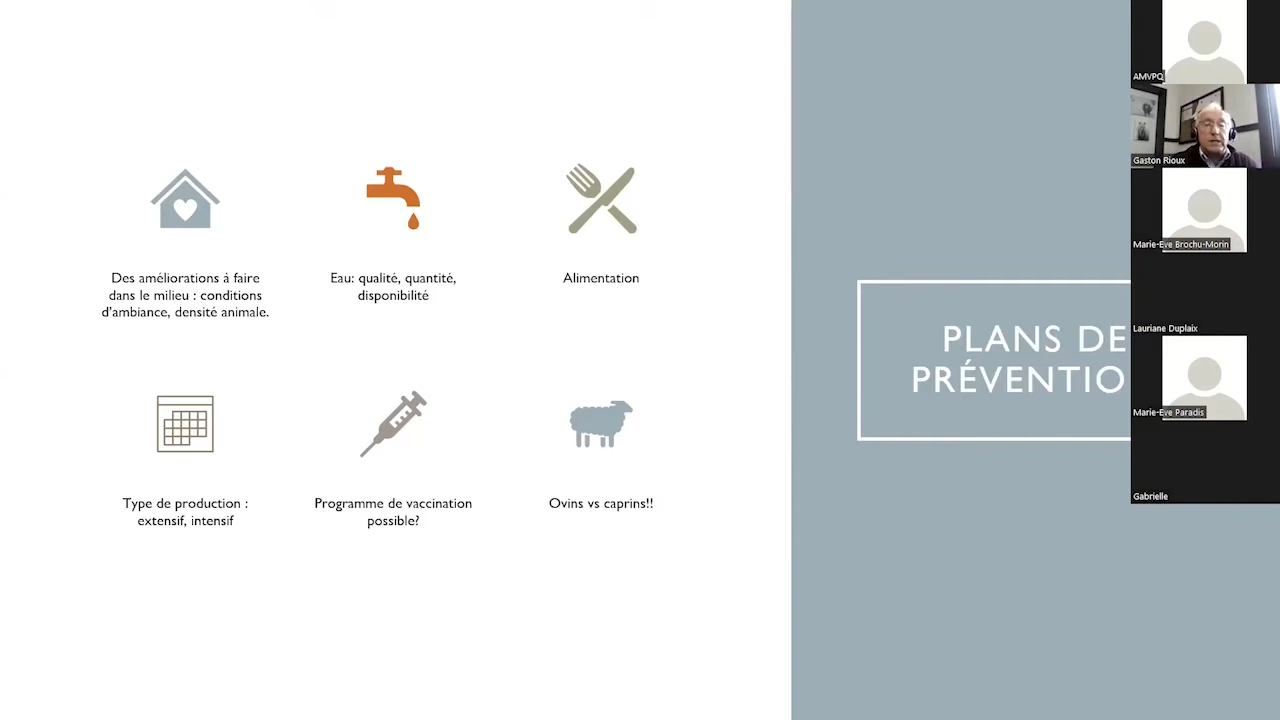 Des améliorations à faire
dans le milieu : conditions
d’ambiance, densité animale.
Eau: qualité, quantité,
disponibilité
Alimentation
Type de production :
extensif, intensif
Programme de vaccination
possible?
Ovins vs caprins!!
PLANS DE
PRÉVENTIO
AMVPQ
Gaston Rioux
Marie-Eve Brochu-Morin
Lauriane Duplaix
Marie-Eve Paradis
Gabrielle